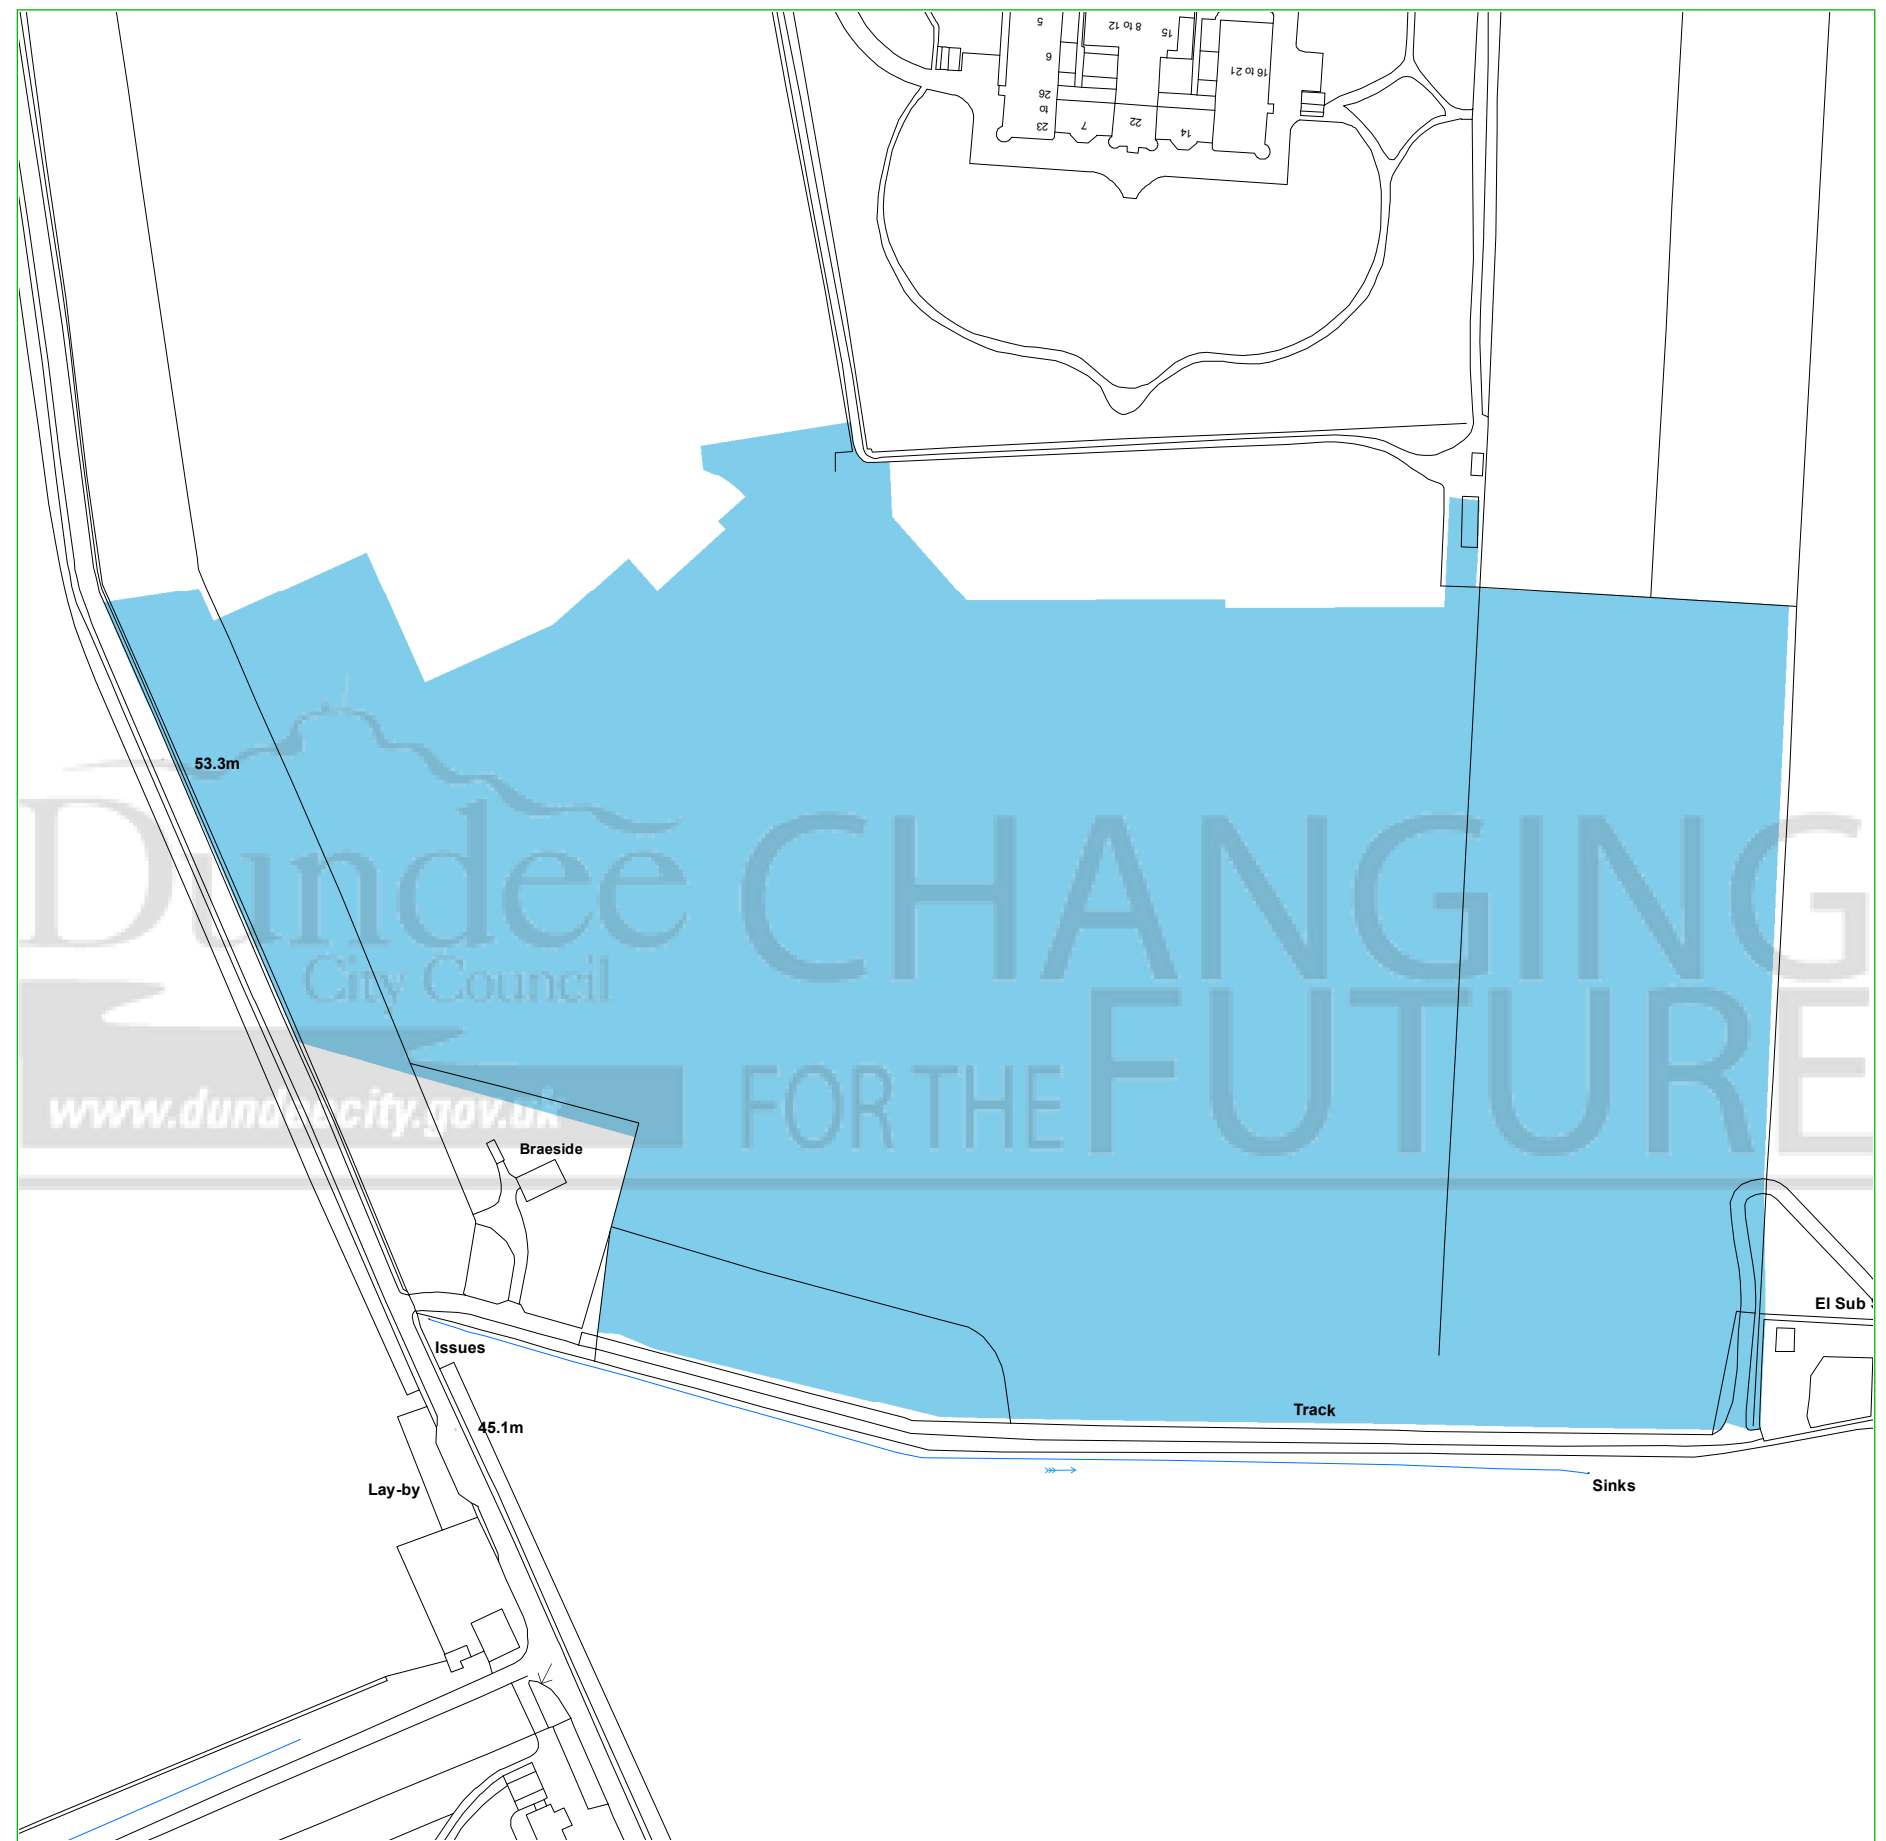 5
8 to 12
15
6
16 to 21
26
to
23
7
22
14
53.3m
Dundee
City Council
www.dundeecity.gov.uk
CHANGING
FOR THE FUTURE
Braeside
El Sub
Issues
Track
45.1m
Lay-by
Sinks